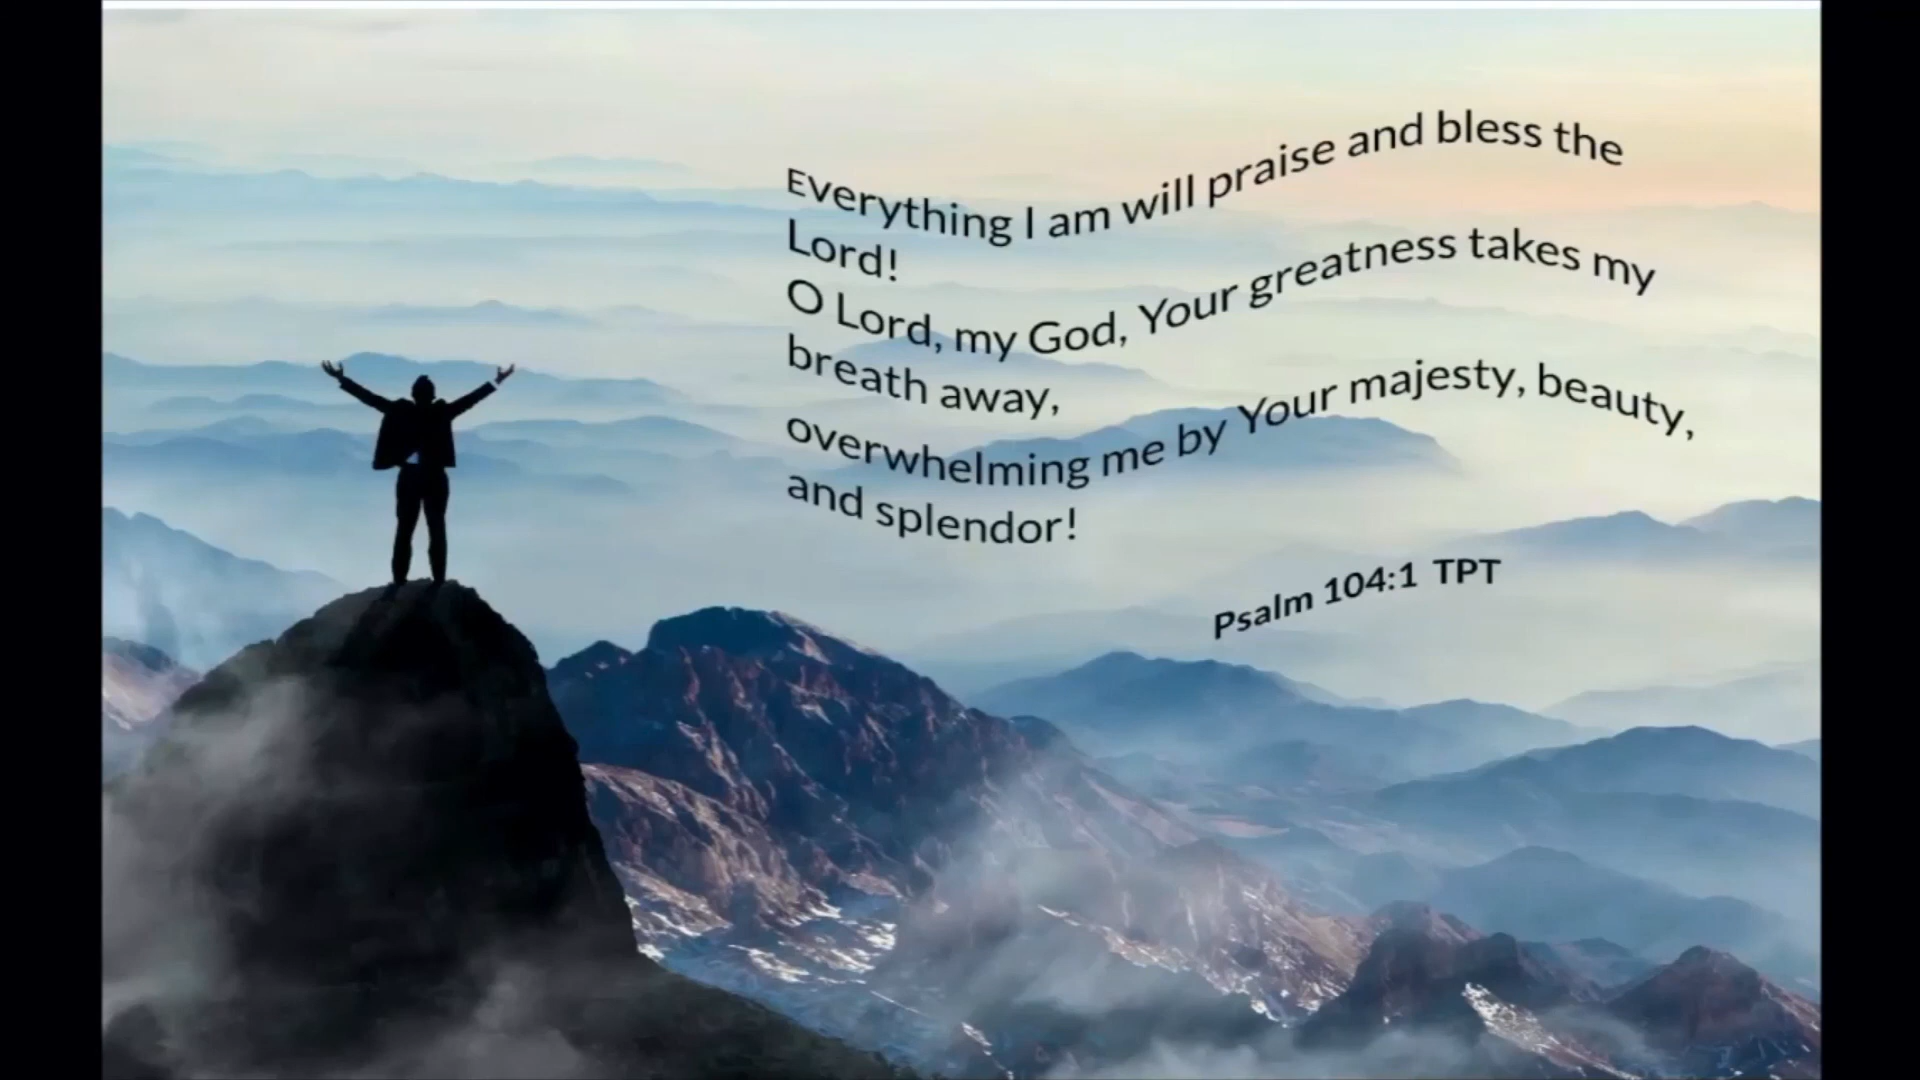 Everything I am will praise and bless the
Lord!
O Lord, my God, Your greatness takes my
breath away,
overwhelming me by Your majesty, beauty,
and splendor!
Psalm 104:1 TPT